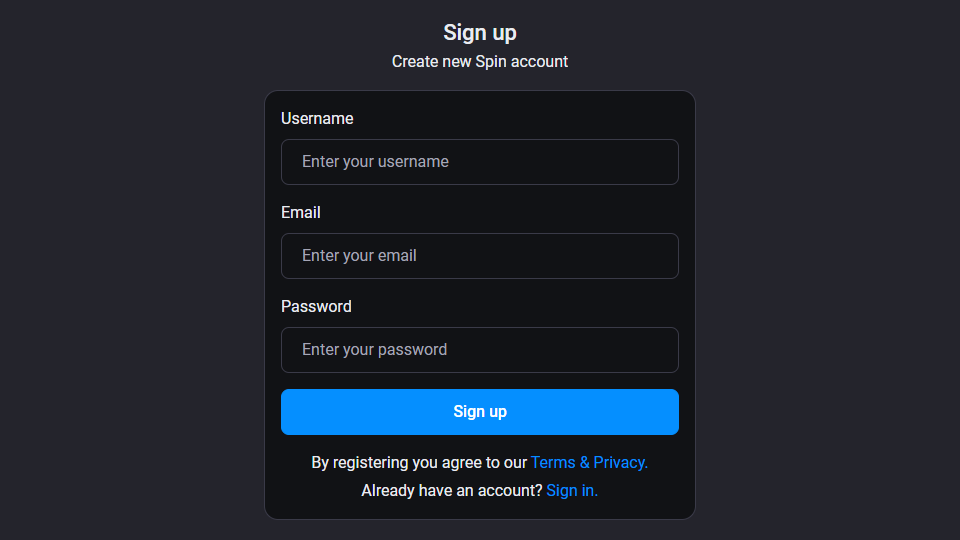 Sign up
Create new Spin account
Username
Enter your username
Email
Enter your email
Password
Enter your password
Sign up
By registering you agree to our Terms & Privacy.
Already have an account? Sign in.